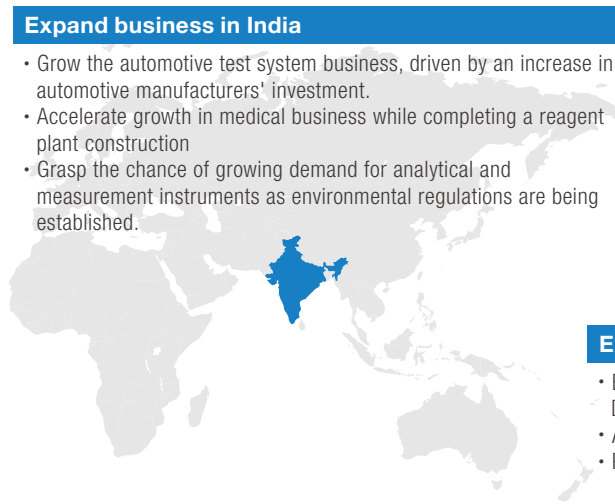 Expand business in India
• Grow the automotive test system business, driven by an increase in
automotive manufacturers' investment.
• Accelerate growth in medical business while completing a reagent
plant construction
• Grasp the chance of growing demand for analytical and
measurement instruments as environmental regulations are being
established.